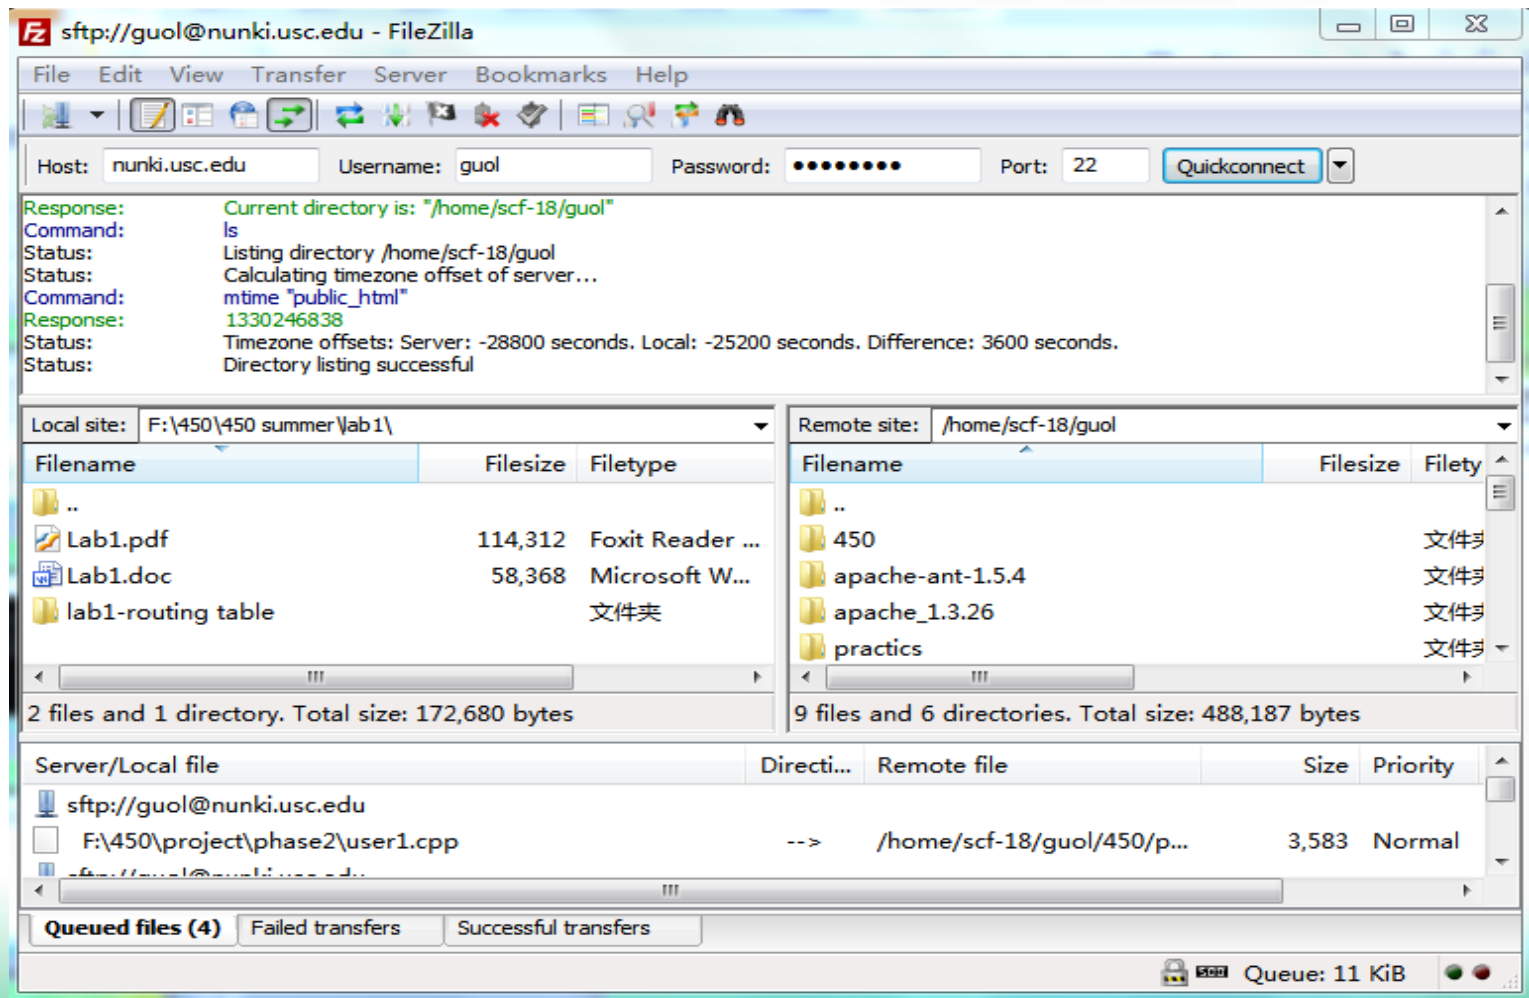 sftp://guol@nunki.usc.edu - FileZilla
File Edit View Transfer Server Bookmarks Help
Host: nunki.usc.edu Username: guol Password: •••••••• Port: 22 Quickconnect
Response: Current directory is: "/home/scf-18/guol"
Command: ls
Status: Listing directory /home/scf-18/guol
Status: Calculating timezone offset of server...
Command: mtime "public_html"
Response: 1330246838
Status: Timezone offsets: Server: -28800 seconds. Local: -25200 seconds. Difference: 3600 seconds.
Status: Directory listing successful
Local site: F:\450\450 summer\lab1\
Filename Filesize Filetype
..
Lab1.pdf 114,312 Foxit Reader ...
Lab1.doc 58,368 Microsoft W...
lab1-routing table 文件夹
2 files and 1 directory. Total size: 172,680 bytes
Remote site: /home/scf-18/guol
Filename Filesize Filety
..
450 文件夹
apache-ant-1.5.4 文件夹
apache_1.3.26 文件夹
practics 文件夹
9 files and 6 directories. Total size: 488,187 bytes
Server/Local file Directi... Remote file Size Priority
sftp://guol@nunki.usc.edu
F:\450\project\phase2\user1.cpp --> /home/scf-18/guol/450/p... 3,583 Normal
Queued files (4) Failed transfers Successful transfers
Queue: 11 KiB